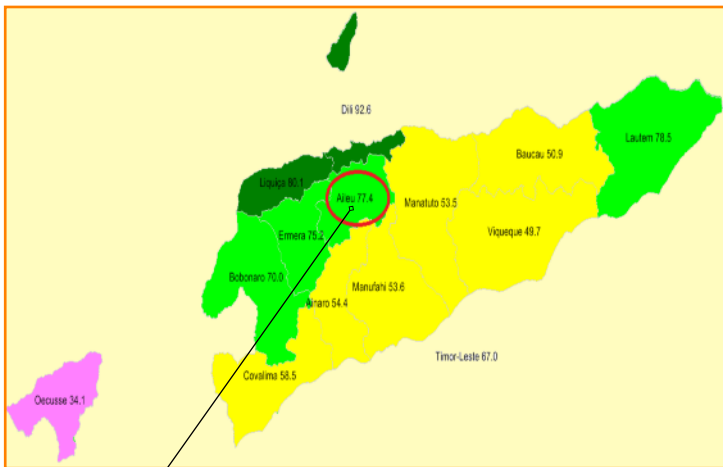 Dili 92.6
Lautem 78.5
Baucau 50.9
Liquiça 80.1
Aileu 77.4
Manatuto 53.5
Viqueque 49.7
Ermera 75.2
Bobonaro 70.0
Manufahi 53.6
Ainaro 54.4
Timor-Leste 67.0
Covalima 58.5
Oecusse 34.1